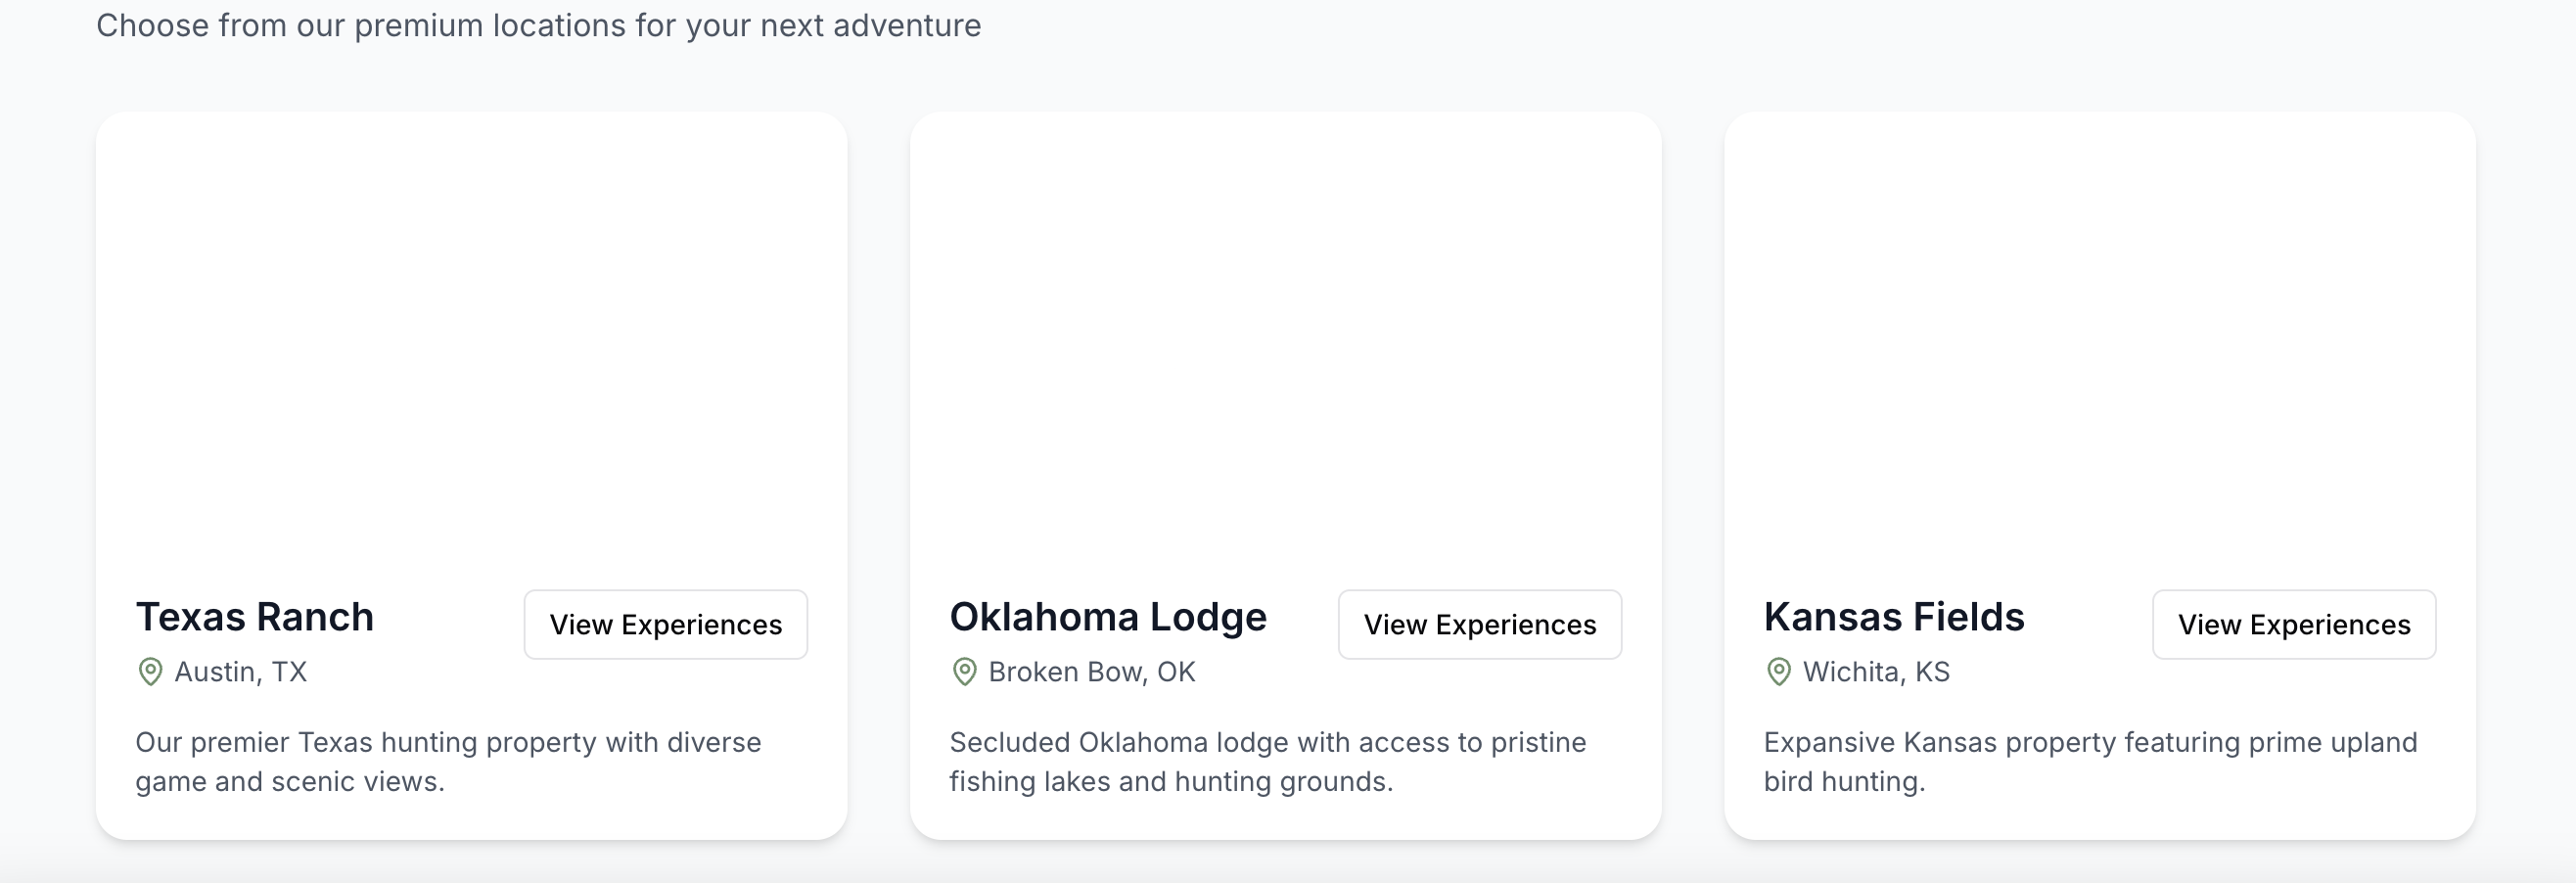 Choose from our premium locations for your next adventure
Texas Ranch
View Experiences
Austin, TX
Our premier Texas hunting property with diverse
game and scenic views.
Oklahoma Lodge
View Experiences
Broken Bow, OK
Secluded Oklahoma lodge with access to pristine
fishing lakes and hunting grounds.
Kansas Fields
View Experiences
Wichita, KS
Expansive Kansas property featuring prime upland
bird hunting.